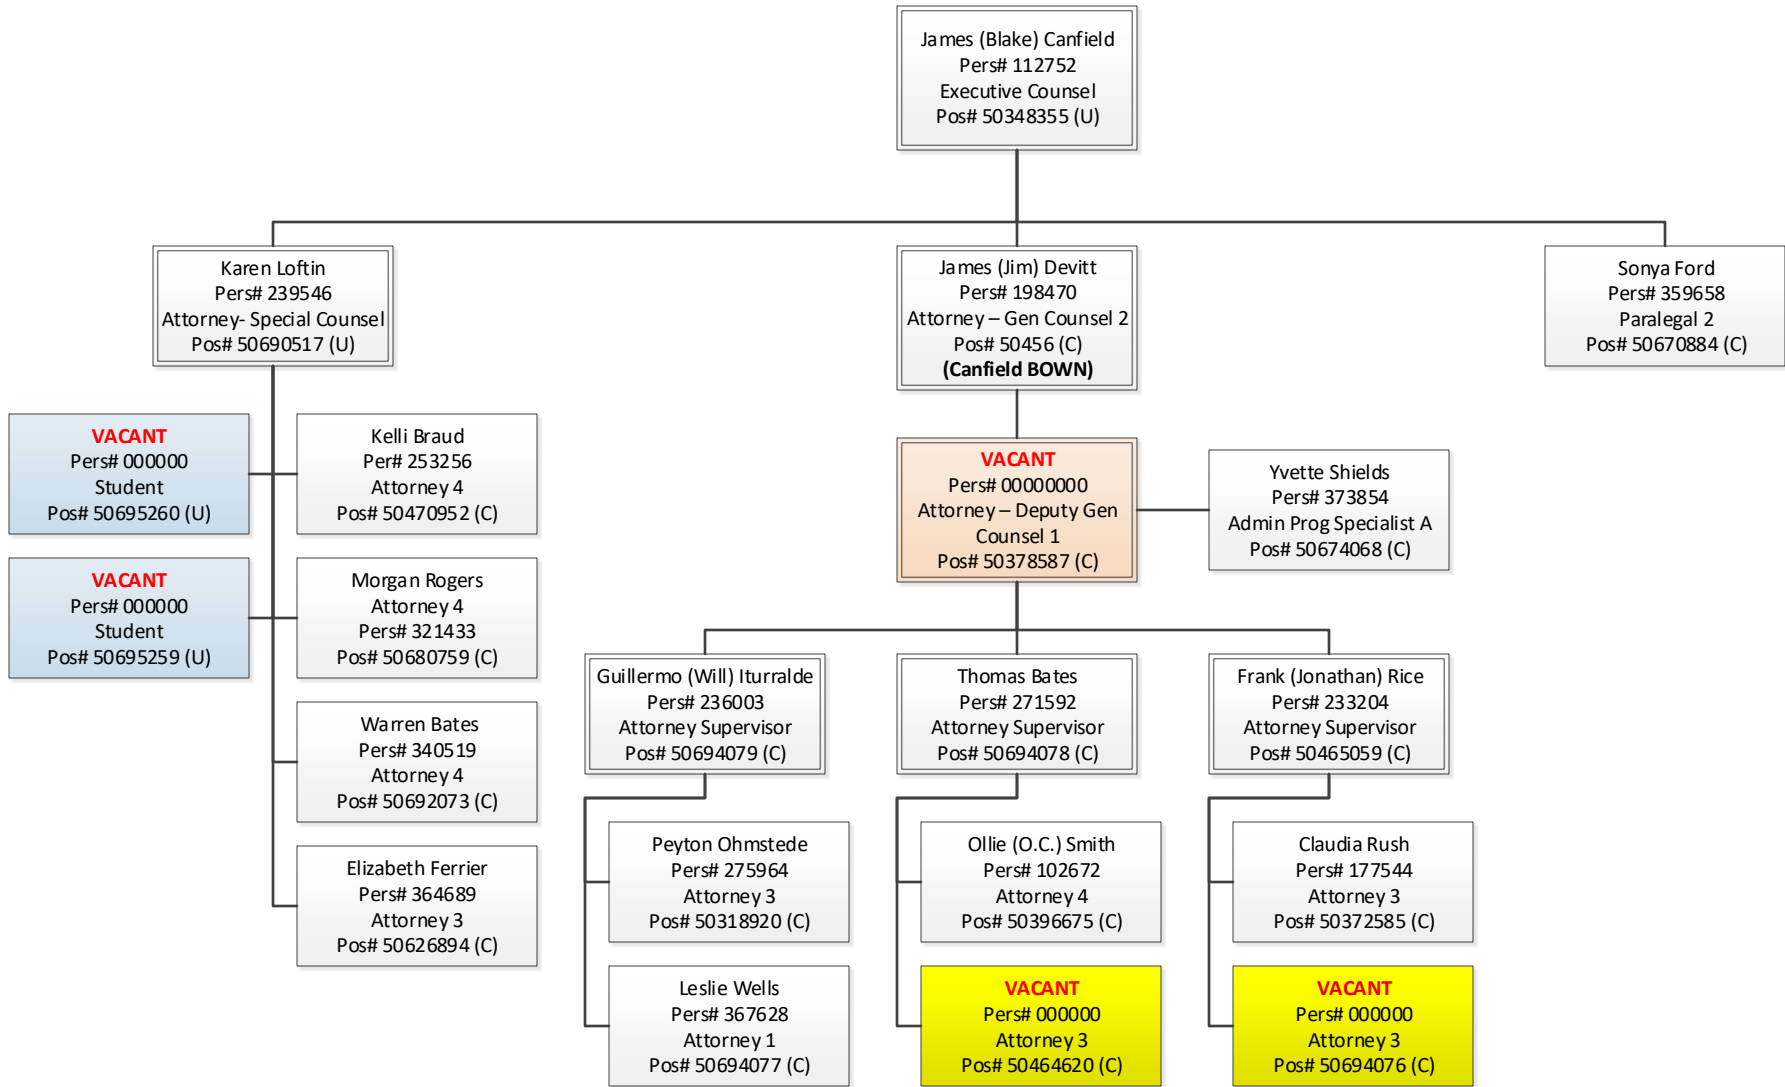 James (Blake) Canfield
Pers# 112752
Executive Counsel
Pos# 50348355 (U)
Karen Loftin
Pers# 239546
Attorney- Special Counsel
Pos# 50690517 (U)
James (Jim) Devitt
Pers# 198470
Attorney – Gen Counsel 2
Pos# 50456 (C)
(Canfield BOWN)
Sonya Ford
Pers# 359658
Paralegal 2
Pos# 50670884 (C)
VACANT
Pers# 000000
Student
Pos# 50695260 (U)
Kelli Braud
Per# 253256
Attorney 4
Pos# 50470952 (C)
VACANT
Pers# 00000000
Attorney – Deputy Gen
Counsel 1
Pos# 50378587 (C)
Yvette Shields
Pers# 373854
Admin Prog Specialist A
Pos# 50674068 (C)
VACANT
Pers# 000000
Student
Pos# 50695259 (U)
Morgan Rogers
Attorney 4
Pers# 321433
Pos# 50680759 (C)
Warren Bates
Pers# 340519
Attorney 4
Pos# 50692073 (C)
Elizabeth Ferrier
Pers# 364689
Attorney 3
Pos# 50626894 (C)
Guillermo (Will) Iturralde
Pers# 236003
Attorney Supervisor
Pos# 50694079 (C)
Thomas Bates
Pers# 271592
Attorney Supervisor
Pos# 50694078 (C)
Frank (Jonathan) Rice
Pers# 233204
Attorney Supervisor
Pos# 50465059 (C)
Peyton Ohmstede
Pers# 275964
Attorney 3
Pos# 50318920 (C)
Ollie (O.C.) Smith
Pers# 102672
Attorney 4
Pos# 50396675 (C)
Claudia Rush
Pers# 177544
Attorney 3
Pos# 50372585 (C)
Leslie Wells
Pers# 367628
Attorney 1
Pos# 50694077 (C)
VACANT
Pers# 000000
Attorney 3
Pos# 50464620 (C)
VACANT
Pers# 000000
Attorney 3
Pos# 50694076 (C)